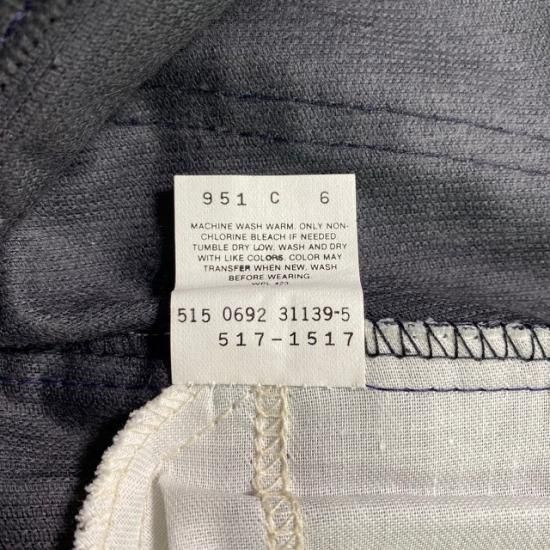 951 C 6
MACHINE WASH WARM. ONLY NON-
CHLORINE BLEACH IF NEEDED
TUMBLE DRY LOW. WASH AND DRY
WITH LIKE COLORS. COLOR MAY
TRANSFER WHEN NEW. WASH
BEFORE WEARING.
515 0692 31139-5
517-1517